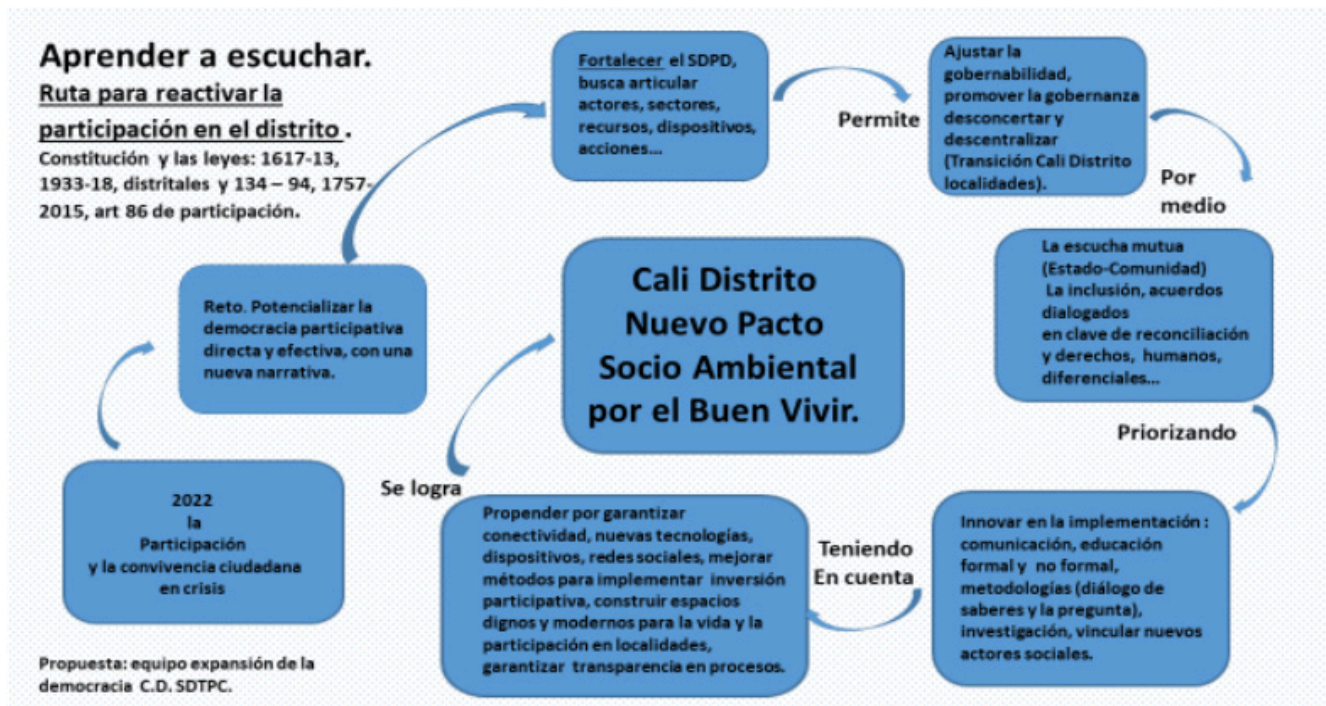 Aprender a escuchar.
Ruta para reactivar la
participación en el distrito .
Constitución y las leyes: 1617-13,
1933-18, distritales y 134 – 94, 1757-
2015, art 86 de participación.
2022
la
Participación
y la convivencia ciudadana
en crisis
Reto. Potencializar la
democracia participativa
directa y efectiva, con una
nueva narrativa.
Fortalecer el SDPD,
busca articular
actores, sectores,
recursos, dispositivos,
acciones...
Permite
Ajustar la
gobernabilidad,
promover la gobernanza
desconcertar y
descentralizar
(Transición Cali Distrito
localidades).
Por
medio
La escucha mutua
(Estado-Comunidad)
La inclusión, acuerdos
dialogados
en clave de reconciliación
y derechos, humanos,
diferenciales...
Priorizando
Innovar en la implementación :
comunicación, educación
formal y no formal,
metodologías (diálogo de
saberes y la pregunta),
investigación, vincular nuevos
actores sociales.
Teniendo
En cuenta
Propender por garantizar
conectividad, nuevas tecnologías,
dispositivos, redes sociales, mejorar
métodos para implementar inversión
participativa, construir espacios
dignos y modernos para la vida y la
participación en localidades,
garantizar transparencia en procesos.
Se logra
Cali Distrito
Nuevo Pacto
Socio Ambiental
por el Buen Vivir.
Propuesta: equipo expansión de la
democracia C.D. SDTPC.